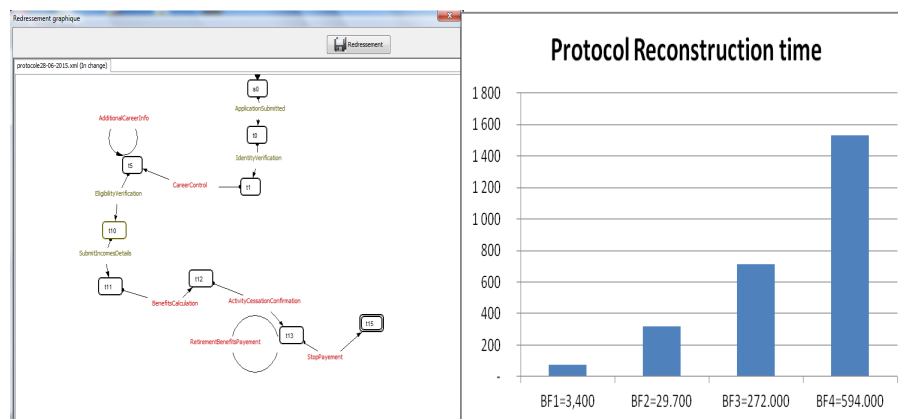 Redressement graphique
x
Redressement
protocole28-06-2015.xml (In change)
a0
ApplicationSubmitted
AdditionalCareerInfo
t0
IdentityVerification
t5
CareerControl
t1
EligibilityVerification
t10
SubmitIncomesDetails
t12
t11
BenefitsCalculation
ActivityCessationConfirmation
t15
t13
RetirementBenefitsPayement
StopPayement
Protocol Reconstruction time
1 800
1 600
1 400
1 200
1 000
800
600
400
200
-
BF1=3,400 BF2=29.700 BF3=272.000 BF4=594.000